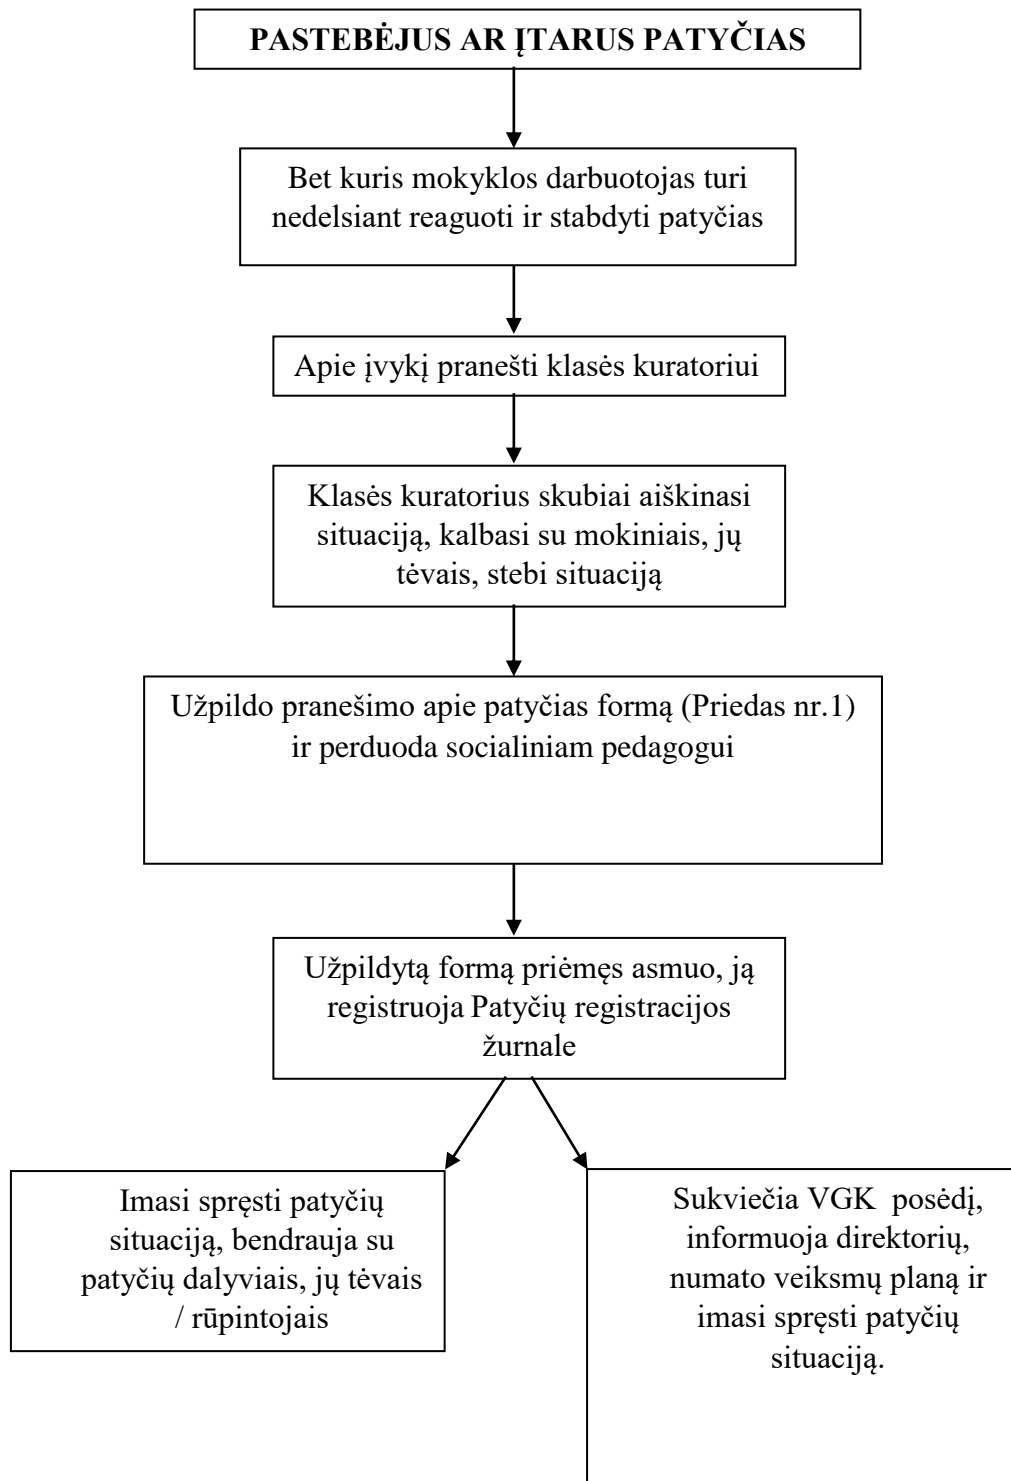 PASTEBĖJUS AR ĮTARUS PATYČIAS
Bet kuris mokyklos darbuotojas turi
nedelsiant reaguoti ir stabdyti patyčias
Apie įvykį pranešti klasės kuratoriui
Klasės kuratorius skubiai aiškinasi
situaciją, kalbasi su mokiniais, jų
tėvais, stebi situaciją
Užpildo pranešimo apie patyčias formą (Priedas nr.1)
ir perduoda socialiniam pedagogui
Užpildytą formą priėmęs asmuo, ją
registruoja Patyčių registracijos
žurnale
Imasi spręsti patyčių
situaciją, bendrauja su
patyčių dalyviais, jų tėvais
/ rūpintojais
Sukviečia VGK  posėdį,
informuoja direktorių,
numato veiksmų planą ir
imasi spręsti patyčių
situaciją.